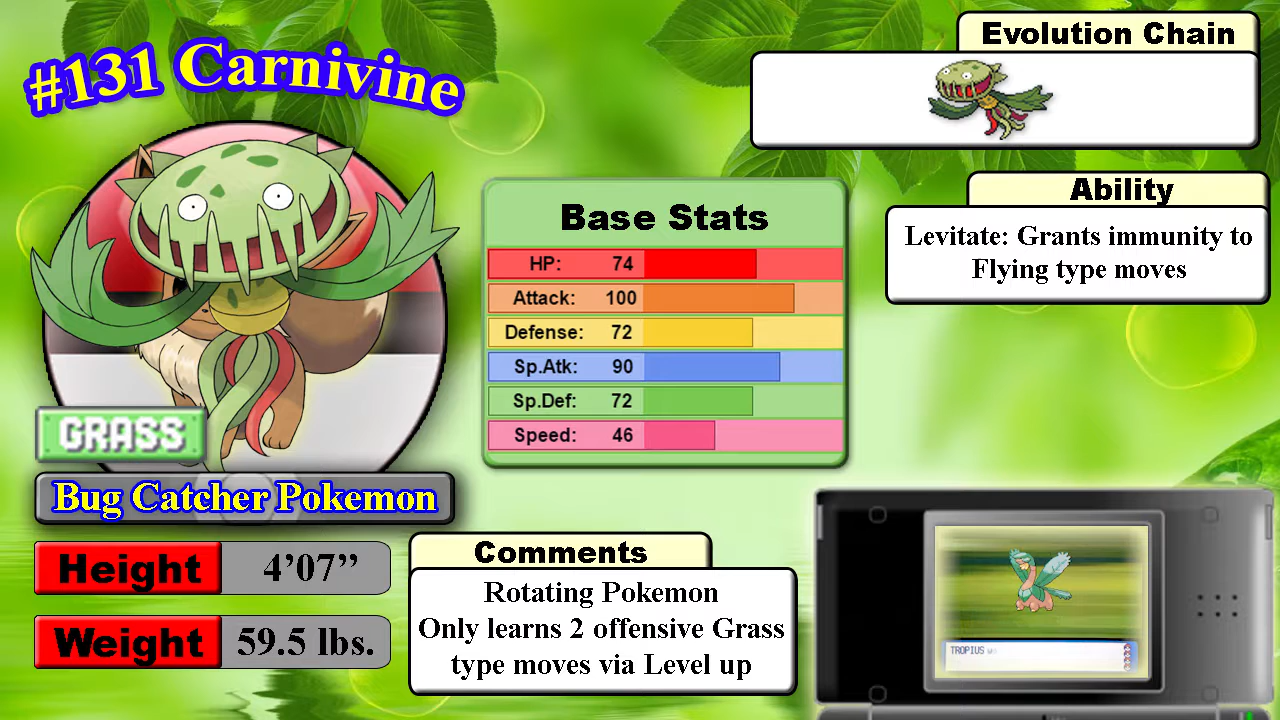 #131 Carnivine
Evolution Chain
Ability
Levitate: Grants immunity to
Flying type moves
Base Stats
HP: 74
Attack: 100
Defense: 72
Sp.Atk: 90
Sp.Def: 72
Speed: 46
GRASS
Bug Catcher Pokemon
Height 4’07”
Weight 59.5 lbs.
Comments
Rotating Pokemon
Only learns 2 offensive Grass
type moves via Level up
TROPIUS